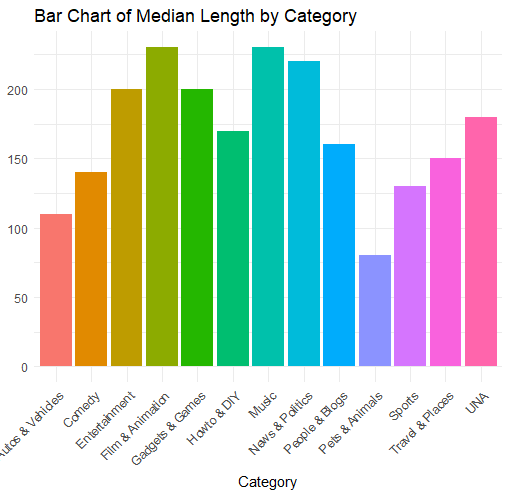 Bar Chart of Median Length by Category
200
150
100
50
0
Autos & Vehicles
Comedy
Entertainment
Film & Animation
Gadgets & Games
Howto & DIY
Music
News & Politics
People & Blogs
Pets & Animals
Sports
Travel & Places
UNA
Category